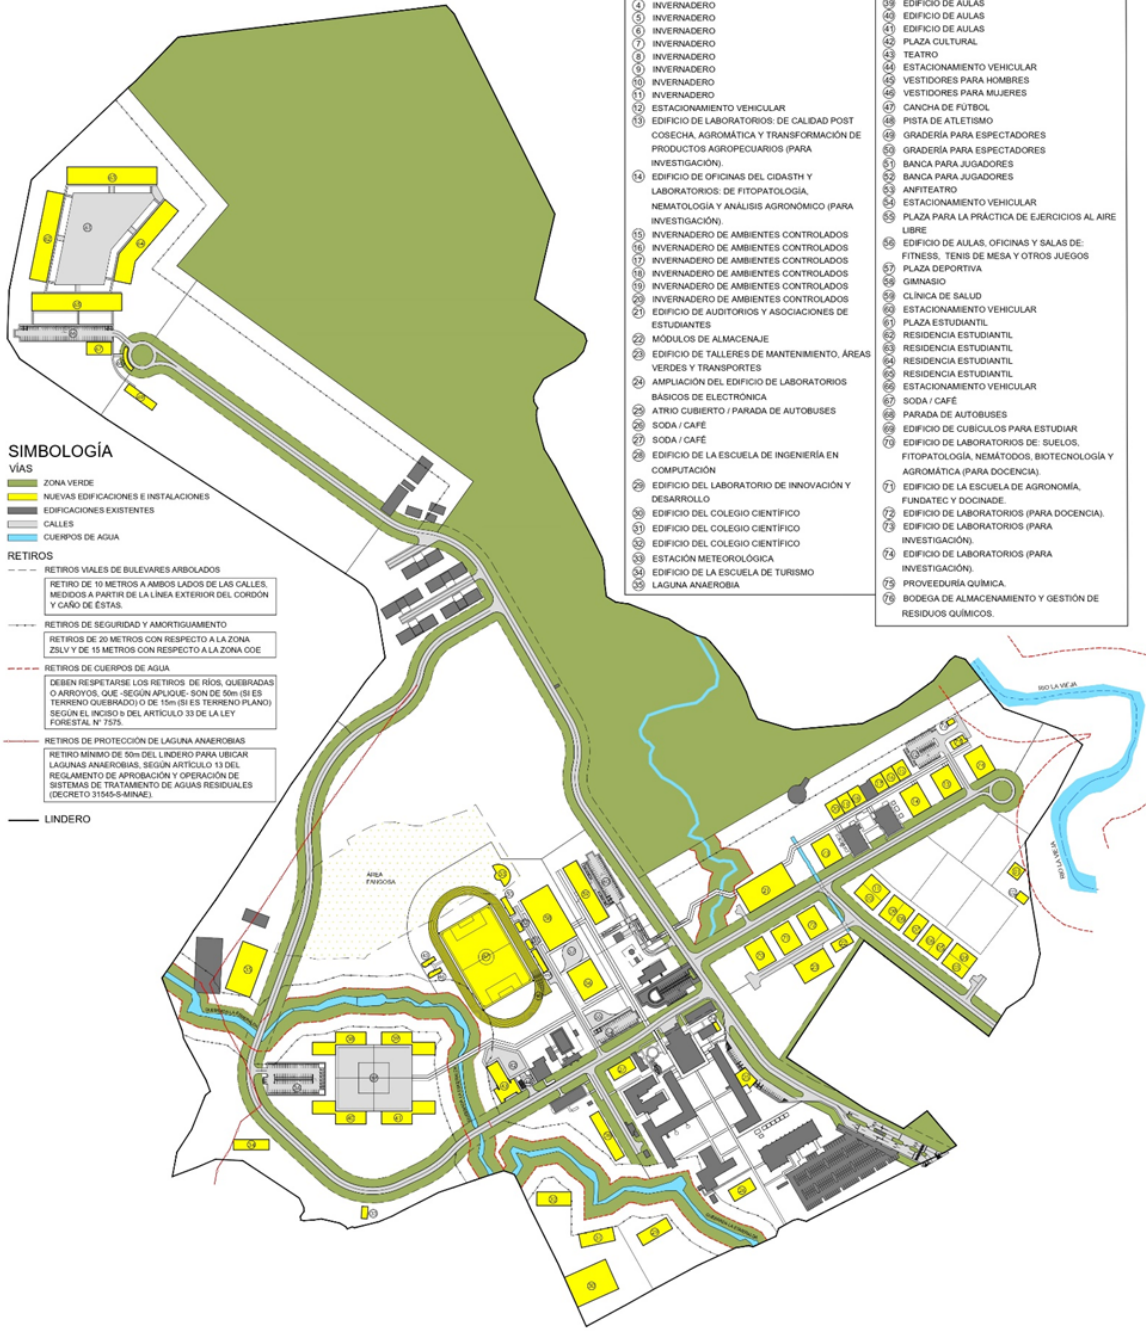 4 INVERNADERO
5 INVERNADERO
6 INVERNADERO
7 INVERNADERO
8 INVERNADERO
9 INVERNADERO
10 INVERNADERO
11 INVERNADERO
12 ESTACIONAMIENTO VEHICULAR
13 EDIFICIO DE LABORATORIOS: DE CALIDAD POST
COSECHA, AGROMÁTICA Y TRANSFORMACIÓN DE
PRODUCTOS AGROPECUARIOS (PARA
INVESTIGACIÓN).
14 EDIFICIO DE OFICINAS DEL CIDASTH Y
LABORATORIOS: DE FITOPATOLOGÍA,
NEMATOLOGÍA Y ANÁLISIS AGRONÓMICO (PARA
INVESTIGACIÓN).
15 INVERNADERO DE AMBIENTES CONTROLADOS
16 INVERNADERO DE AMBIENTES CONTROLADOS
17 INVERNADERO DE AMBIENTES CONTROLADOS
18 INVERNADERO DE AMBIENTES CONTROLADOS
19 INVERNADERO DE AMBIENTES CONTROLADOS
20 INVERNADERO DE AMBIENTES CONTROLADOS
21 EDIFICIO DE AUDITORIOS Y ASOCIACIONES DE
ESTUDIANTES
22 MÓDULOS DE ALMACENAJE
23 EDIFICIO DE TALLERES DE MANTENIMIENTO, ÁREAS
VERDES Y TRANSPORTES
24 AMPLIACIÓN DEL EDIFICIO DE LABORATORIOS
BÁSICOS DE ELECTRÓNICA
25 ATRIO CUBIERTO / PARADA DE AUTOBUSES
26 SODA / CAFÉ
27 SODA / CAFÉ
28 EDIFICIO DE LA ESCUELA DE INGENIERÍA EN
COMPUTACIÓN
29 EDIFICIO DEL LABORATORIO DE INNOVACIÓN Y
DESARROLLO
30 EDIFICIO DEL COLEGIO CIENTÍFICO
31 EDIFICIO DEL COLEGIO CIENTÍFICO
32 EDIFICIO DEL COLEGIO CIENTÍFICO
33 ESTACIÓN METEOROLÓGICA
34 EDIFICIO DE LA ESCUELA DE TURISMO
35 LAGUNA ANAEROBIA
39 EDIFICIO DE AULAS
40 EDIFICIO DE AULAS
41 EDIFICIO DE AULAS
42 PLAZA CULTURAL
43 TEATRO
44 ESTACIONAMIENTO VEHICULAR
45 VESTIDORES PARA HOMBRES
46 VESTIDORES PARA MUJERES
47 CANCHA DE FÚTBOL
48 PISTA DE ATLETISMO
49 GRADERÍA PARA ESPECTADORES
50 GRADERÍA PARA ESPECTADORES
51 BANCA PARA JUGADORES
52 BANCA PARA JUGADORES
53 ANFITEATRO
54 ESTACIONAMIENTO VEHICULAR
55 PLAZA PARA LA PRÁCTICA DE EJERCICIOS AL AIRE
LIBRE
56 EDIFICIO DE AULAS, OFICINAS Y SALAS DE:
FITNESS, TENIS DE MESA Y OTROS JUEGOS
57 PLAZA DEPORTIVA
58 GIMNASIO
59 CLÍNICA DE SALUD
60 ESTACIONAMIENTO VEHICULAR
61 PLAZA ESTUDIANTIL
62 RESIDENCIA ESTUDIANTIL
63 RESIDENCIA ESTUDIANTIL
64 RESIDENCIA ESTUDIANTIL
65 RESIDENCIA ESTUDIANTIL
66 ESTACIONAMIENTO VEHICULAR
67 SODA / CAFÉ
68 PARADA DE AUTOBUSES
69 EDIFICIO DE CUBÍCULOS PARA ESTUDIAR
70 EDIFICIO DE LABORATORIOS DE: SUELOS,
FITOPATOLOGÍA, NEMÁTODOS, BIOTECNOLOGÍA Y
AGROMÁTICA (PARA DOCENCIA).
71 EDIFICIO DE LA ESCUELA DE AGRONOMÍA,
FUNDATEC Y DOCINADE.
72 EDIFICIO DE LABORATORIOS (PARA DOCENCIA).
73 EDIFICIO DE LABORATORIOS (PARA
INVESTIGACIÓN).
74 EDIFICIO DE LABORATORIOS (PARA
INVESTIGACIÓN).
75 PROVEEDURÍA QUÍMICA.
76 BODEGA DE ALMACENAMIENTO Y GESTIÓN DE
RESIDUOS QUÍMICOS.
SIMBOLOGÍA
VÍAS
ZONA VERDE
NUEVAS EDIFICACIONES E INSTALACIONES
EDIFICACIONES EXISTENTES
CALLES
CUERPOS DE AGUA
RETIROS
RETIROS VIALES DE BULEVARES ARBOLADOS
RETIRO DE 10 METROS A AMBOS LADOS DE LAS CALLES,
MEDIDOS A PARTIR DE LA LÍNEA EXTERIOR DEL CORDÓN
Y CAÑO DE ÉSTAS.
RETIROS DE SEGURIDAD Y AMORTIGUAMIENTO
RETIROS DE 20 METROS CON RESPECTO A LA ZONA
ZSLV Y DE 15 METROS CON RESPECTO A LA ZONA COE
RETIROS DE CUERPOS DE AGUA
DEBEN RESPETARSE LOS RETIROS DE RÍOS, QUEBRADAS
O ARROYOS, QUE -SEGÚN APLIQUE- SON DE 50m (SI ES
TERRENO QUEBRADO) O DE 15m (SI ES TERRENO PLANO)
SEGÚN EL INCISO b DEL ARTÍCULO 33 DE LA LEY
FORESTAL N° 7575.
RETIROS DE PROTECCIÓN DE LAGUNA ANAEROBIAS
RETIRO MÍNIMO DE 50m DEL LINDERO PARA UBICAR
LAGUNAS ANAEROBIAS, SEGÚN ARTÍCULO 13 DEL
REGLAMENTO DE APROBACIÓN Y OPERACIÓN DE
SISTEMAS DE TRATAMIENTO DE AGUAS RESIDUALES
(DECRETO 31545-S-MINAE).
LINDERO
RIO LA VIEJA
RIO LA VIEJA
ÁREA
FANGOSA